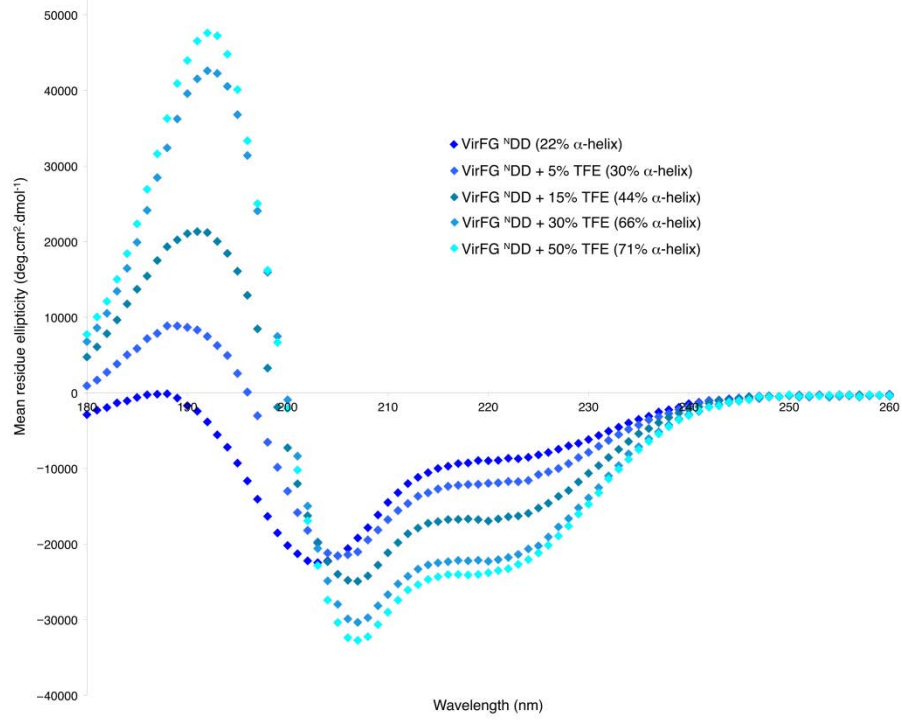 50000
40000
30000
20000
10000
0
−10000
−20000
−30000
−40000
Mean residue ellipticity (deg.cm².dmol⁻¹)
VirFG ᴺDD (22% α-helix)
VirFG ᴺDD + 5% TFE (30% α-helix)
VirFG ᴺDD + 15% TFE (44% α-helix)
VirFG ᴺDD + 30% TFE (66% α-helix)
VirFG ᴺDD + 50% TFE (71% α-helix)
180 190 200 210 220 230 240 250 260
Wavelength (nm)